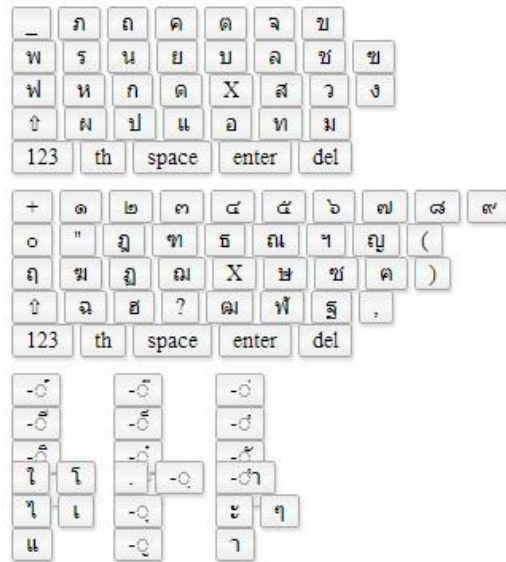 _ ภ ถ ค ต จ ข
พ ร น ย บ ล ช ฃ
ฟ ห ก ด X ส ว ง
⇧ ผ ป แ อ ท ม
123 th space enter del
+ ๑ ๒ ๓ ๔ ๕ ๖ ๗ ๘ ๙
o " ฎ ฑ ธ ณ ฯ ญ (
ฤ ฆ ฏ ฌ X ษ ซ ค )
⇧ ฉ ฮ ? ฒ ฬ ฐ ,
123 th space enter del
-◌์ -◌๊ -◌่
-◌ื -◌็ -◌ํ
-◌ิ -◌๋ -◌ั
ใ โ . -◌ฺ -◌ำ
ไ เ -◌ุ ะ ๆ
แ -◌ู า